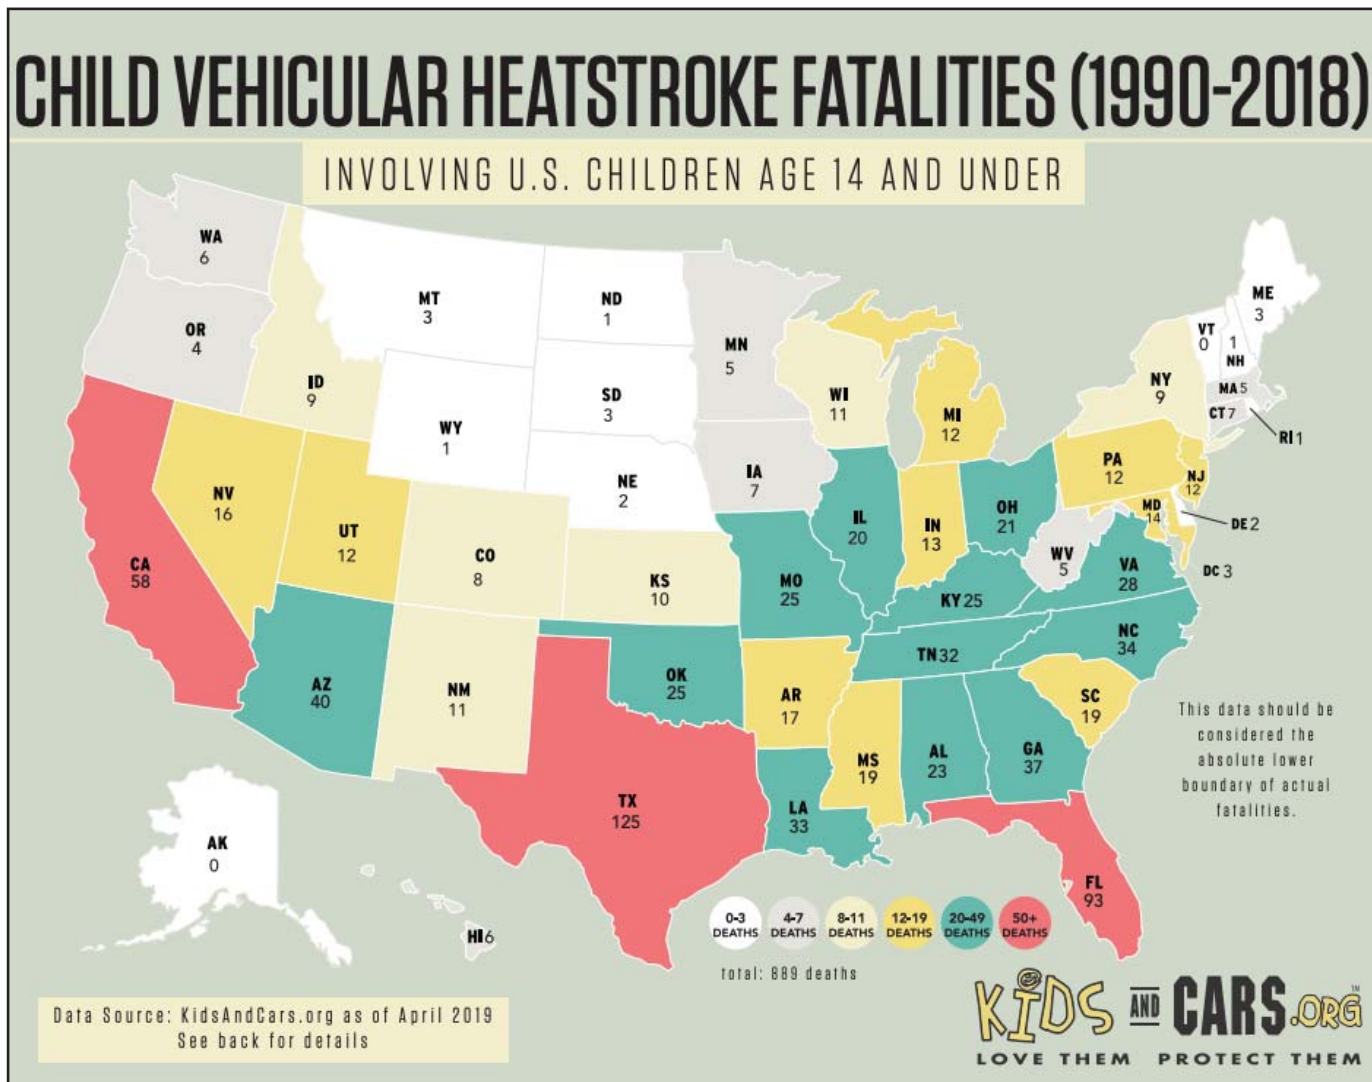 CHILD VEHICULAR HEATSTROKE FATALITIES (1990-2018)
INVOLVING U.S. CHILDREN AGE 14 AND UNDER
WA
6
OR
4
ID
9
MT
3
ND
1
MN
5
SD
3
WY
1
NE
2
IA
7
WI
11
MI
12
NY
9
VT
0
1
NH
ME
3
MA 5
CT 7
RI 1
PA
12
NJ
12
MD
14
DE 2
DC 3
CA
58
NV
16
UT
12
CO
8
KS
10
MO
25
IL
20
IN
13
OH
21
WV
5
VA
28
KY 25
NC
34
TN 32
AZ
40
NM
11
OK
25
AR
17
SC
19
MS
19
AL
23
GA
37
LA
33
TX
125
FL
93
AK
0
HI 6
This data should be
considered the
absolute lower
boundary of actual
fatalities.
0-3 DEATHS
4-7 DEATHS
8-11 DEATHS
12-19 DEATHS
20-49 DEATHS
50+ DEATHS
total: 889 deaths
Data Source: KidsAndCars.org as of April 2019
See back for details
KIDS AND CARS.ORG™
LOVE THEM PROTECT THEM